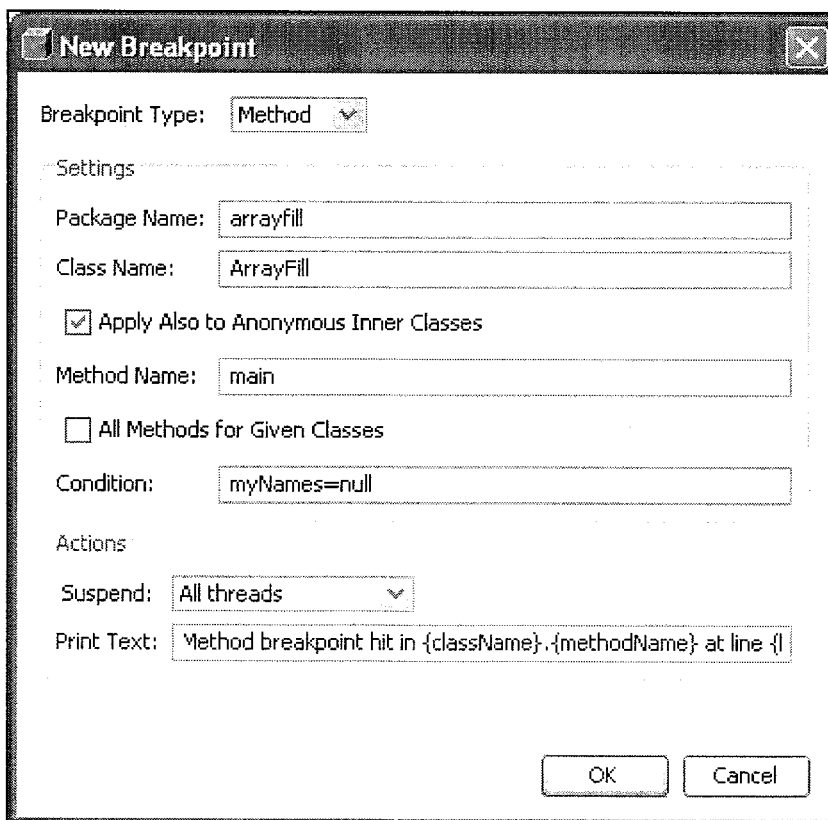 New Breakpoint
Breakpoint Type: Method
Settings
Package Name: arrayfill
Class Name: ArrayFill
Apply Also to Anonymous Inner Classes
Method Name: main
All Methods for Given Classes
Condition: myNames=null
Actions
Suspend: All threads
Print Text: Method breakpoint hit in {className}.{methodName} at line {l
OK Cancel